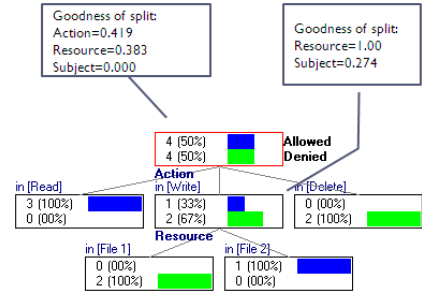 Goodness of split:
Action=0.419
Resource=0.383
Subject=0.000
Goodness of split:
Resource=1.00
Subject=0.274
4 (50%) Allowed
4 (50%) Denied
Action
in [Read] in [Write] in [Delete]
3 (100%) 1 (33%) 0 (00%)
0 (00%) 2 (67%) 2 (100%)
Resource
in [File 1] in [File 2]
0 (00%) 1 (100%)
2 (100%) 0 (00%)